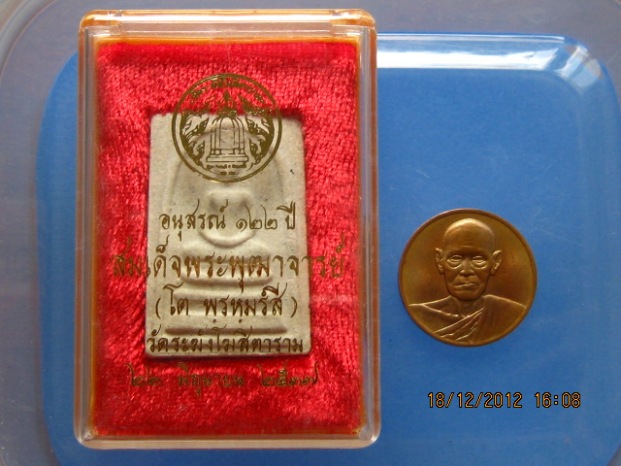 อนุสรณ์ ๑๒๒ ปี
สมเด็จพระพุฒาจารย์
(โต พฺรหฺมรํสี)
วัดระฆังโฆสิตาราม
๒๒ มิถุนายน ๒๕๓๗
18/12/2012 16:08